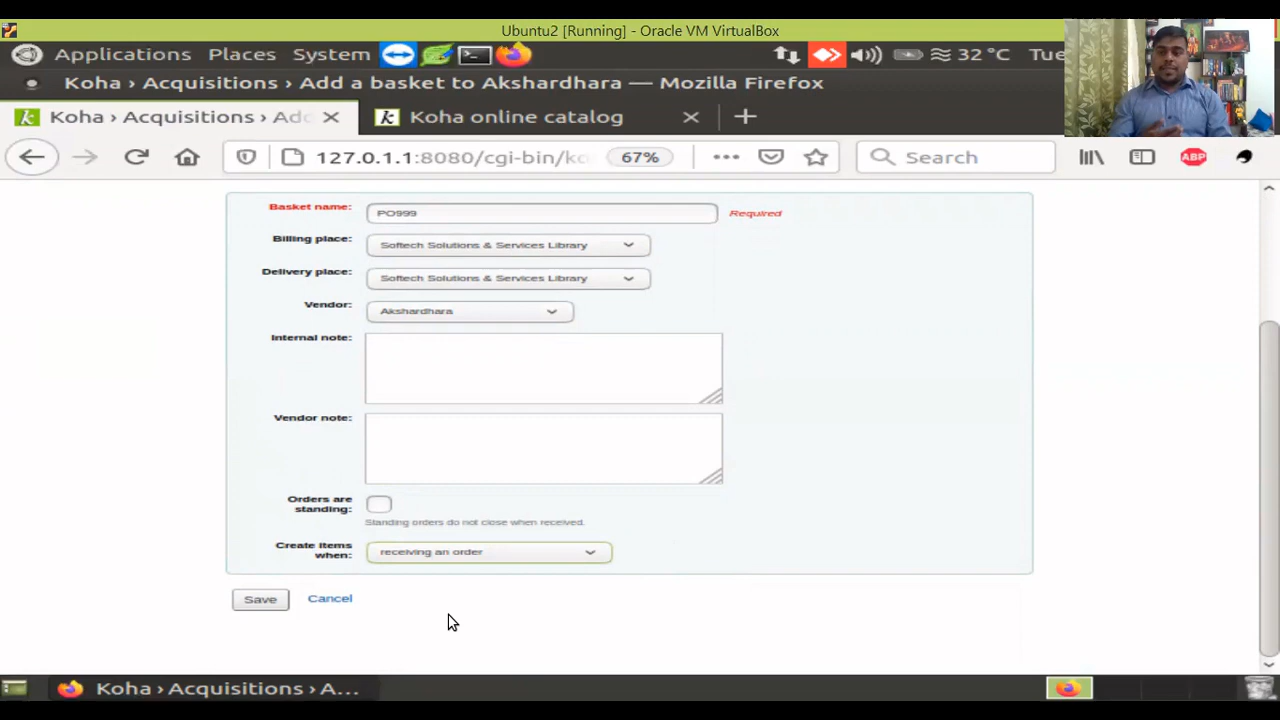 Ubuntu2 [Running] - Oracle VM VirtualBox
Applications Places System 32 °C Tue
Koha › Acquisitions › Add a basket to Akshardhara — Mozilla Firefox
k Koha › Acquisitions › Add k Koha online catalog
127.0.1.1:8080/cgi-bin/ko 67% Search ABP
Basket name: PO999 Required
Billing place: Softech Solutions & Services Library
Delivery place: Softech Solutions & Services Library
Vendor: Akshardhara
Internal note:
Vendor note:
Orders are
standing:
Standing orders do not close when received.
Create items
when: receiving an order
Save Cancel
Koha › Acquisitions › A...